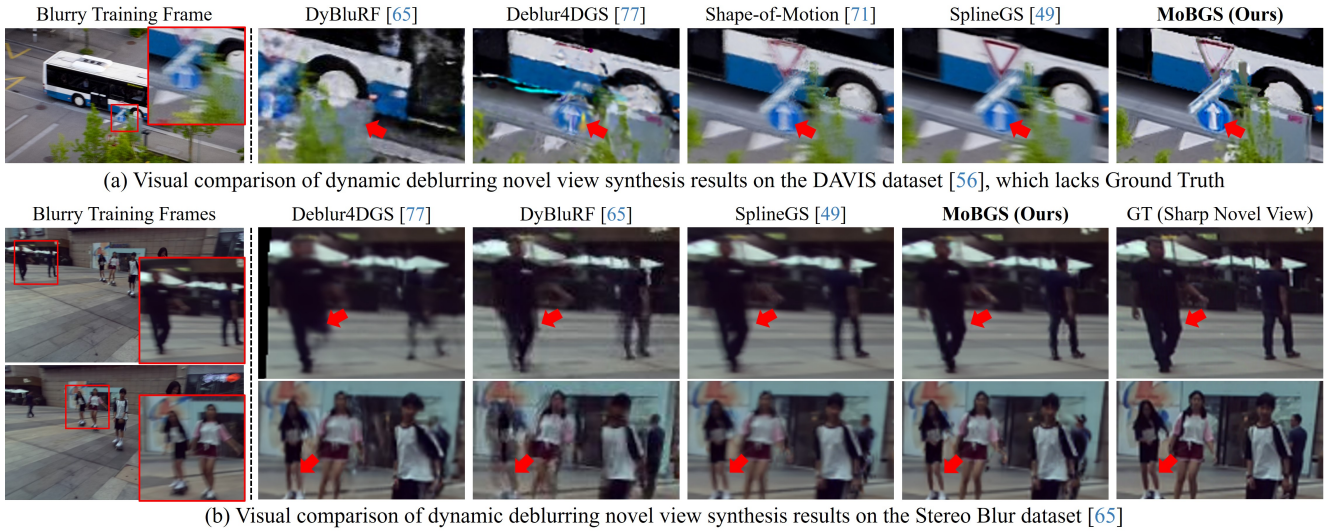 Blurry Training Frame
DyBluRF [65]
Deblur4DGS [77]
Shape-of-Motion [71]
SplineGS [49]
MoBGS (Ours)
(a) Visual comparison of dynamic deblurring novel view synthesis results on the DAVIS dataset [56], which lacks Ground Truth
Blurry Training Frames
Deblur4DGS [77]
DyBluRF [65]
SplineGS [49]
MoBGS (Ours)
GT (Sharp Novel View)
(b) Visual comparison of dynamic deblurring novel view synthesis results on the Stereo Blur dataset [65]